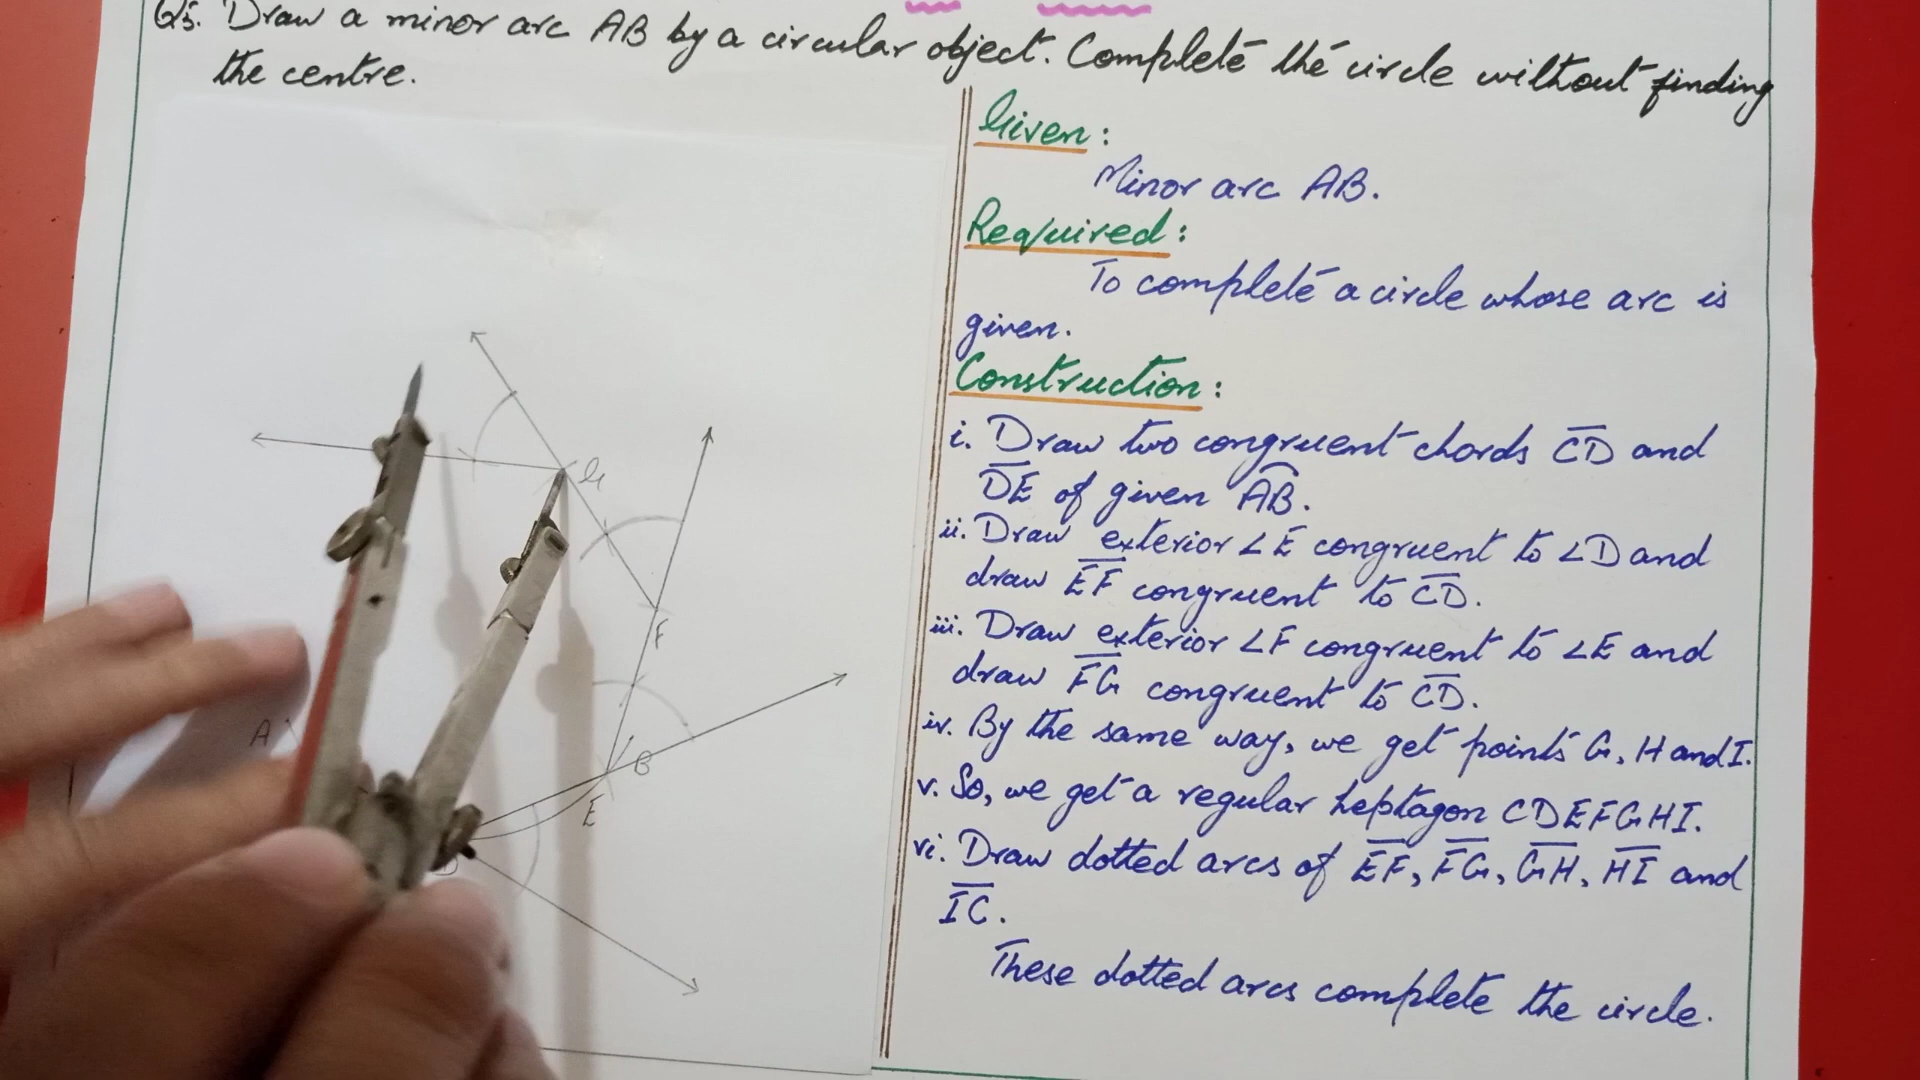 Q5. Draw a minor arc AB by a circular object. Complete the circle without finding
the centre.
Given:
Minor arc AB.
Required:
To complete a circle whose arc is
given.
Construction:
i. Draw two congruent chords CD and
DE of given AB.
ii. Draw exterior ∠E congruent to ∠D and
draw EF congruent to CD.
iii. Draw exterior ∠F congruent to ∠E and
draw FG congruent to CD.
iv. By the same way, we get points G, H and I.
v. So, we get a regular heptagon CDEFGHI.
vi. Draw dotted arcs of EF, FG, GH, HI and
IC.
These dotted arcs complete the circle.
G
F
A
B
E
D